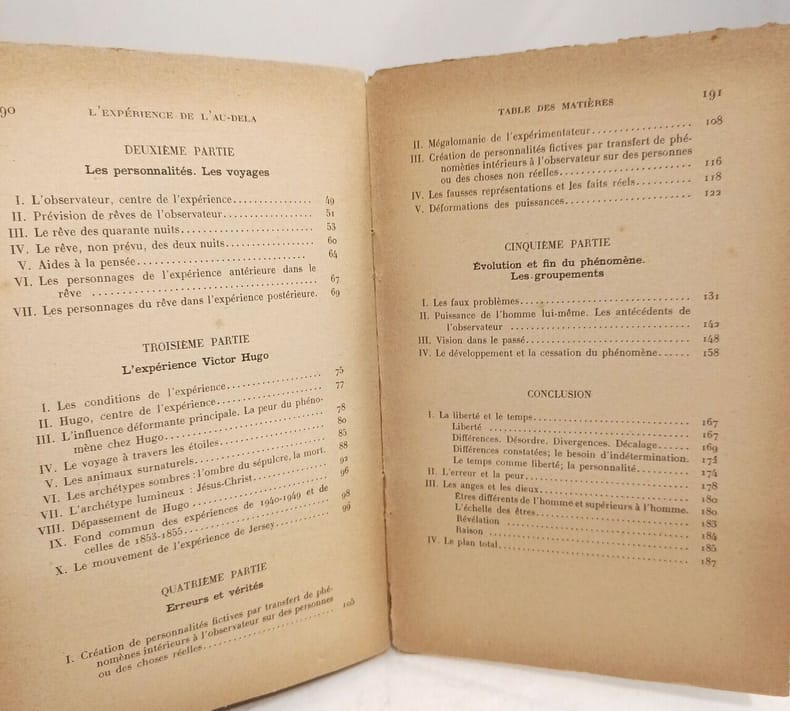 90
L'EXPÉRIENCE DE L'AU-DELA
DEUXIÈME PARTIE
Les personnalités. Les voyages
I. L'observateur, centre de l'expérience................ 49
II. Prévision de rêves de l'observateur................. 51
III. Le rêve des quarante nuits......................... 53
IV. Le rêve, non prévu, des deux nuits................. 60
V. Aides à la pensée................................... 64
VI. Les personnages de l'expérience antérieure dans le
rêve ................................................ 67
VII. Les personnages du rêve dans l'expérience postérieure. 69
TROISIÈME PARTIE
L'expérience Victor Hugo
I. Les conditions de l'expérience...................... 75
II. Hugo, centre de l'expérience....................... 77
III. L'influence déformante principale. La peur du phéno-
mène chez Hugo...................................... 78
IV. Le voyage à travers les étoiles.................... 80
V. Les animaux surnaturels............................. 85
VI. Les archétypes sombres : l'ombre du sépulcre, la mort. 88
VII. L'archétype lumineux : Jésus-Christ............... 92
VIII. Dépassement de Hugo.............................. 96
IX. Fond commun des expériences de 1940-1949 et de
celles de 1853-1855................................. 98
X. Le mouvement de l'expérience de Jersey.............. 99
QUATRIÈME PARTIE
Erreurs et vérités
I. Création de personnalités fictives par transfert de phé-
nomènes intérieurs à l'observateur sur des personnes
ou des choses réelles............................... 105
TABLE DES MATIÈRES
191
II. Mégalomanie de l'expérimentateur................... 108
III. Création de personnalités fictives par transfert de phé-
nomènes intérieurs à l'observateur sur des personnes
ou des choses non réelles........................... 116
IV. Les fausses représentations et les faits réels......... 118
V. Déformations des puissances......................... 122
CINQUIÈME PARTIE
Évolution et fin du phénomène.
Les groupements
I. Les faux problèmes.................................. 131
II. Puissance de l'homme lui-même. Les antécédents de
l'observateur ...................................... 142
III. Vision dans le passé.............................. 148
IV. Le développement et la cessation du phénomène...... 158
CONCLUSION
I. La liberté et le temps.............................. 167
Liberté ............................................ 167
Différences. Désordre. Divergences. Décalage........ 169
Différences constatées; le besoin d'indétermination.
Le temps comme liberté; la personnalité............. 174
II. L'erreur et la peur................................ 178
III. Les anges et les dieux............................ 180
Êtres différents de l'homme et supérieurs à l'homme. 180
L'échelle des êtres................................. 183
Révélation ......................................... 184
Raison ............................................. 185
IV. Le plan total...................................... 187